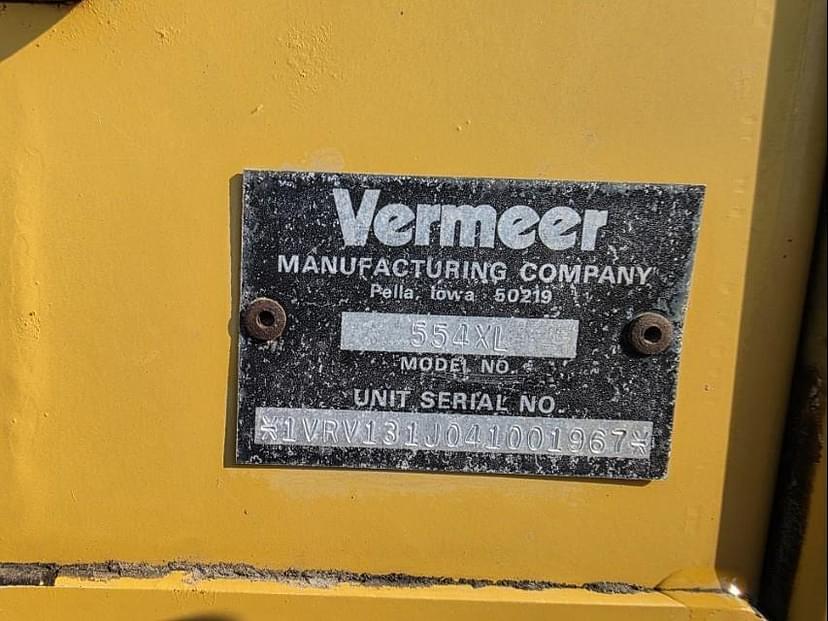 Vermeer
MANUFACTURING COMPANY
Pella, Iowa 50219
554XL
MODEL NO.
UNIT SERIAL NO.
*1VRV131J041001967*